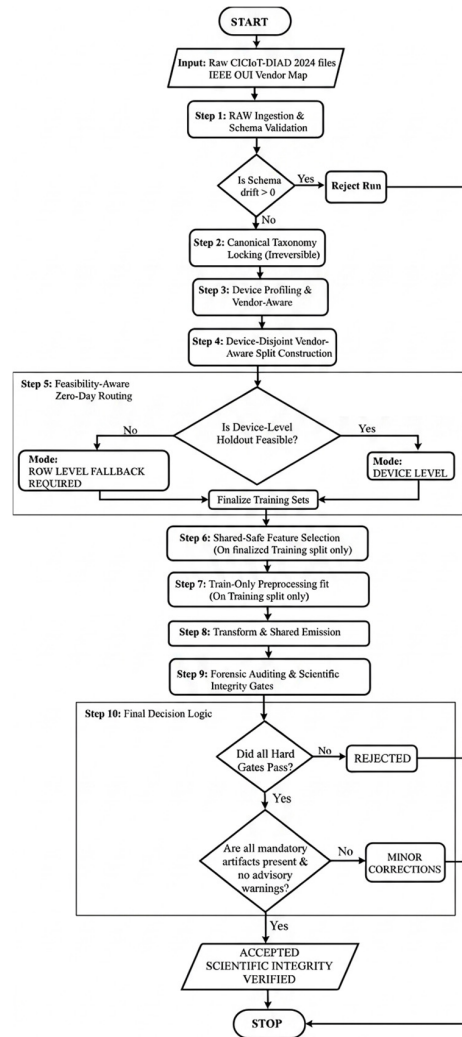 START
Input: Raw CICIoT-DIAD 2024 files
IEEE OUI Vendor Map
Step 1: RAW Ingestion &
Schema Validation
Is Schema
drift > 0
Yes
Reject Run
No
Step 2: Canonical Taxonomy
Locking (Irreversible)
Step 3: Device Profiling &
Vendor-Aware
Step 4: Device-Disjoint Vendor-
Aware Split Construction
Step 5: Feasibility-Aware
Zero-Day Routing
Is Device-Level
Holdout Feasible?
No
Yes
Mode:
ROW LEVEL FALLBACK
REQUIRED
Mode:
DEVICE LEVEL
Finalize Training Sets
Step 6: Shared-Safe Feature Selection
(On finalized Training split only)
Step 7: Train-Only Preprocessing fit
(On Training split only)
Step 8: Transform & Shared Emission
Step 9: Forensic Auditing & Scientific
Integrity Gates
Step 10: Final Decision Logic
Did all Hard
Gates Pass?
No
REJECTED
Yes
Are all mandatory
artifacts present &
no advisory
warnings?
No
MINOR
CORRECTIONS
Yes
ACCEPTED
SCIENTIFIC INTEGRITY
VERIFIED
STOP